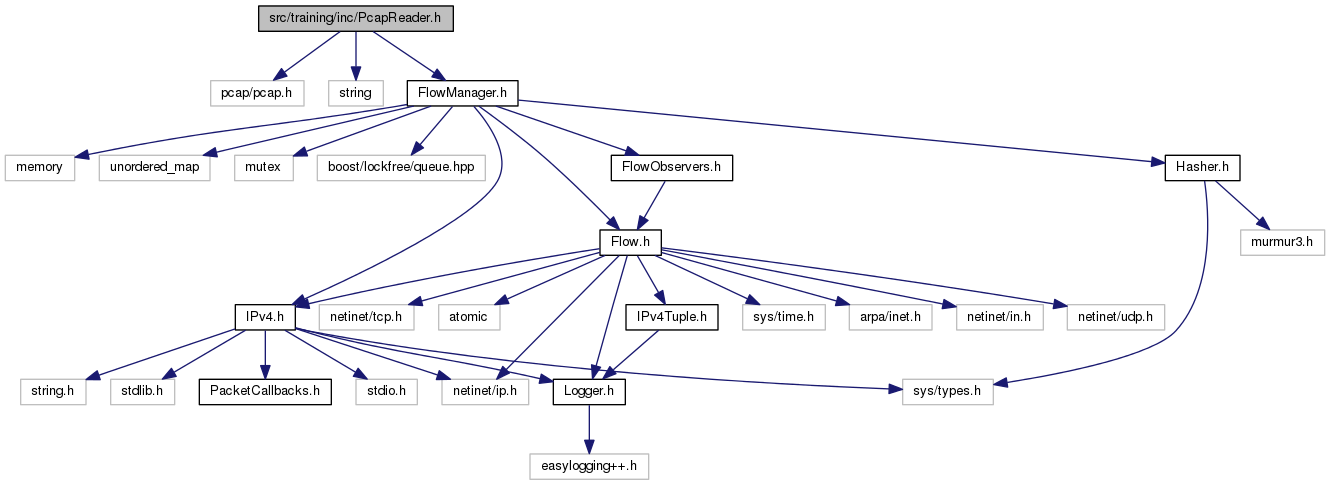 src/training/inc/PcapReader.h
pcap/pcap.h
string
FlowManager.h
memory
unordered_map
mutex
boost/lockfree/queue.hpp
FlowObservers.h
Hasher.h
Flow.h
murmur3.h
IPv4.h
netinet/tcp.h
atomic
IPv4Tuple.h
sys/time.h
arpa/inet.h
netinet/in.h
netinet/udp.h
string.h
stdlib.h
PacketCallbacks.h
stdio.h
netinet/ip.h
Logger.h
sys/types.h
easylogging++.h